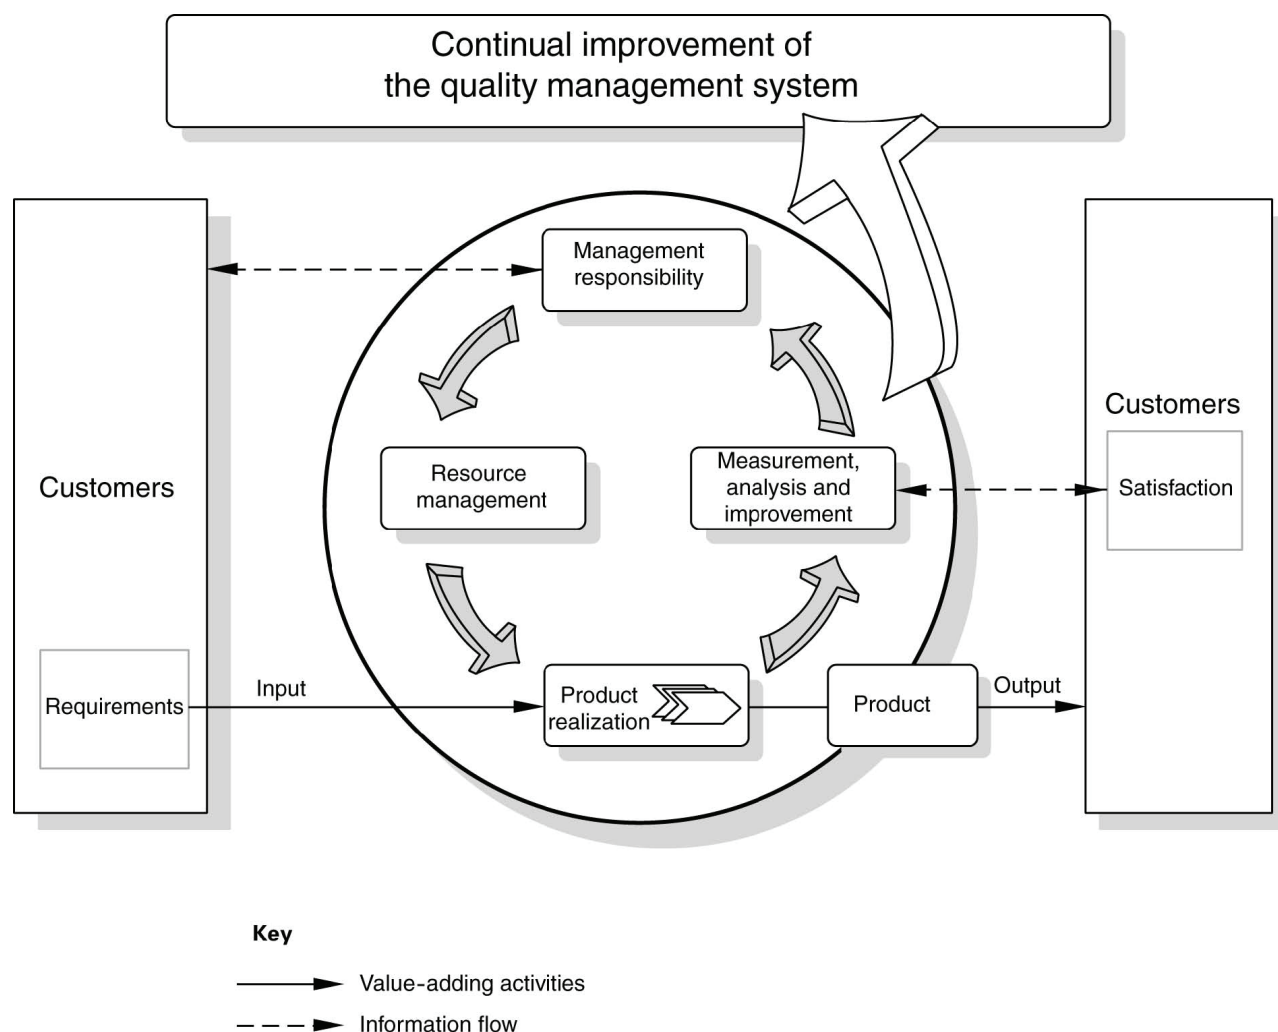 Continual improvement of
the quality management system
Management
responsibility
Customers
Resource
management
Measurement,
analysis and
improvement
Customers
Satisfaction
Requirements
Input
Product
realization
Product
Output
Key
Value-adding activities
Information flow